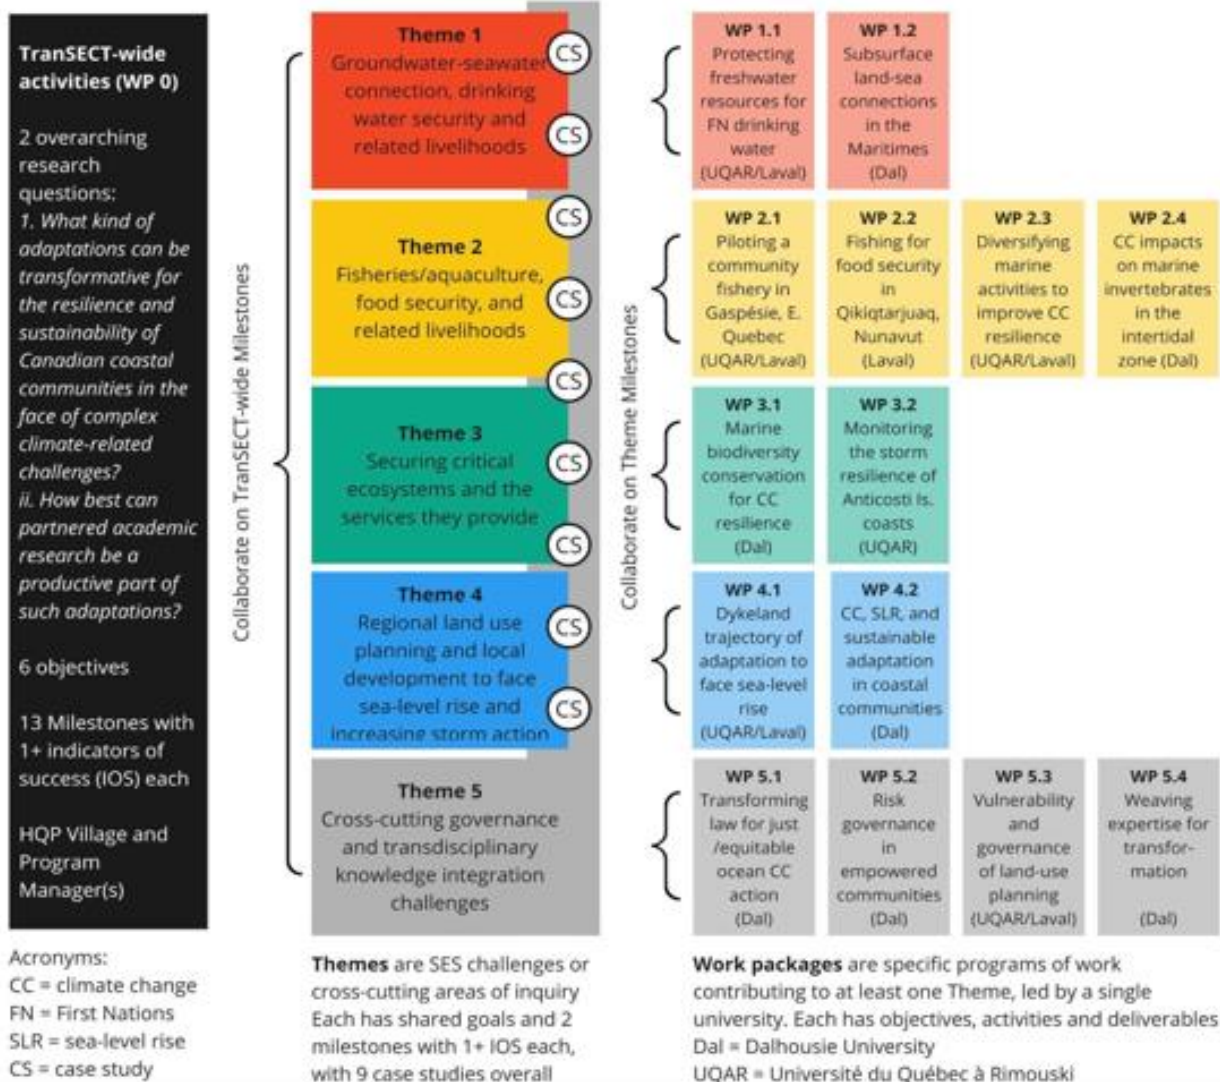 TranSECT-wide
activities (WP 0)
2 overarching
research
questions:
1. What kind of
adaptations can be
transformative for
the resilience and
sustainability of
Canadian coastal
communities in the
face of complex
climate-related
challenges?
ii. How best can
partnered academic
research be a
productive part of
such adaptations?
6 objectives
13 Milestones with
1+ indicators of
success (IOS) each
HQP Village and
Program
Manager(s)
Acronyms:
CC = climate change
FN = First Nations
SLR = sea-level rise
CS = case study
Collaborate on TranSECT-wide Milestones
Theme 1
Groundwater-seawater
connection, drinking
water security and
related livelihoods
Theme 2
Fisheries/aquaculture,
food security, and
related livelihoods
Theme 3
Securing critical
ecosystems and the
services they provide
Theme 4
Regional land use
planning and local
development to face
sea-level rise and
increasing storm action
Theme 5
Cross-cutting governance
and transdisciplinary
knowledge integration
challenges
CS
CS
CS
CS
CS
CS
CS
CS
CS
Themes are SES challenges or
cross-cutting areas of inquiry
Each has shared goals and 2
milestones with 1+ IOS each,
with 9 case studies overall
Collaborate on Theme Milestones
WP 1.1
Protecting
freshwater
resources for
FN drinking
water
(UQAR/Laval)
WP 1.2
Subsurface
land-sea
connections
in the
Maritimes
(Dal)
WP 2.1
Piloting a
community
fishery in
Gaspésie, E.
Quebec
(UQAR/Laval)
WP 2.2
Fishing for
food security
in
Qikiqtarjuaq,
Nunavut
(Laval)
WP 2.3
Diversifying
marine
activities to
improve CC
resilience
(UQAR/Laval)
WP 2.4
CC impacts
on marine
invertebrates
in the
intertidal
zone (Dal)
WP 3.1
Marine
biodiversity
conservation
for CC
resilience
(Dal)
WP 3.2
Monitoring
the storm
resilience of
Anticosti Is.
coasts
(UQAR)
WP 4.1
Dykeland
trajectory of
adaptation to
face sea-level
rise
(UQAR/Laval)
WP 4.2
CC, SLR, and
sustainable
adaptation
in coastal
communities
(Dal)
WP 5.1
Transforming
law for just
/equitable
ocean CC
action
(Dal)
WP 5.2
Risk
governance
in
empowered
communities
(Dal)
WP 5.3
Vulnerability
and
governance
of land-use
planning
(UQAR/Laval)
WP 5.4
Weaving
expertise for
transfor-
mation
(Dal)
Work packages are specific programs of work
contributing to at least one Theme, led by a single
university. Each has objectives, activities and deliverables
Dal = Dalhousie University
UQAR = Université du Québec à Rimouski